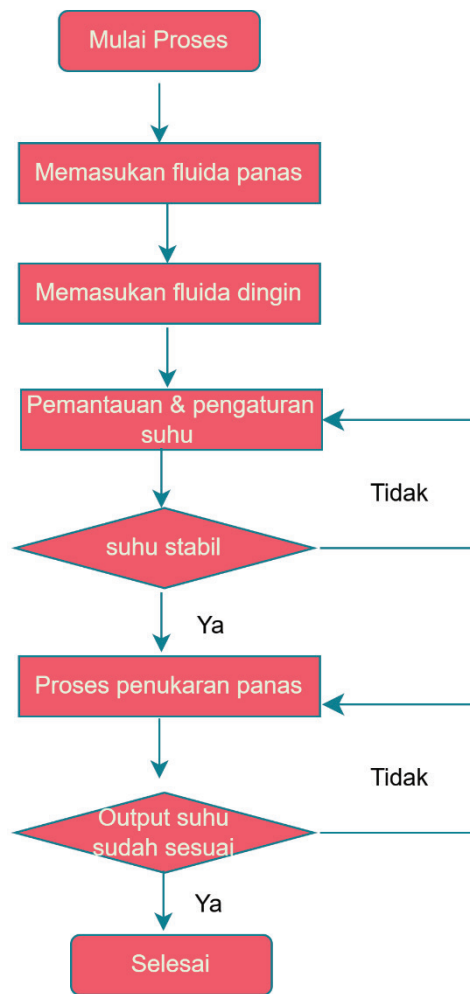 Mulai Proses
Memasukan fluida panas
Memasukan fluida dingin
Pemantauan & pengaturan
suhu
Tidak
suhu stabil
Ya
Proses penukaran panas
Tidak
Output suhu
sudah sesuai
Ya
Selesai